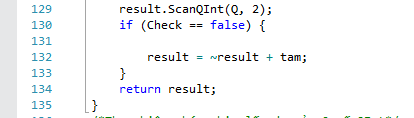 129 result.ScanQInt(Q, 2);
130 if (Check == false) {
131
132 result = ~result + tam;
133 }
134 return result;
135 }